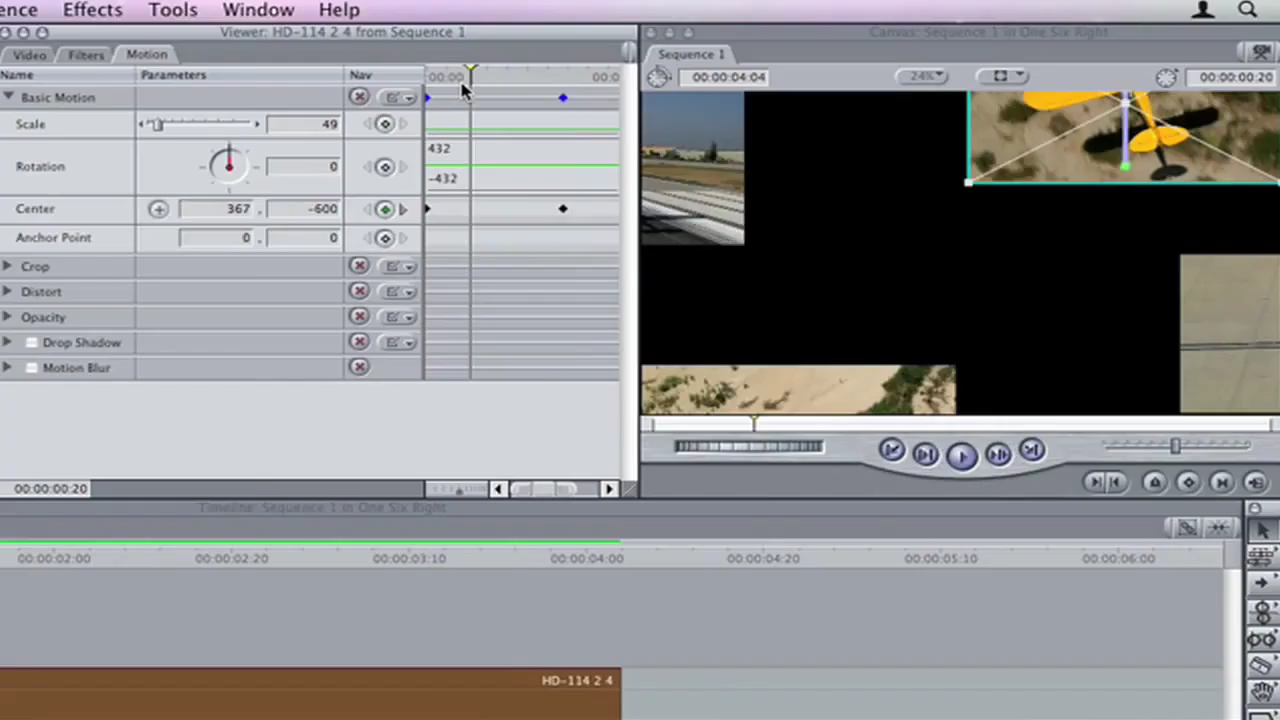 ence Effects Tools Window Help
Viewer: HD-114 2 4 from Sequence 1
Canvas: Sequence 1 in One Six Right
Video Filters Motion
Sequence 1
Name Parameters Nav 00:00 00:0
00:00:04:04 24% 00:00:00:20
Basic Motion
Scale 49
Rotation 0 432 -432
Center 367 , -600
Anchor Point 0 , 0
Crop
Distort
Opacity
Drop Shadow
Motion Blur
00:00:00:20
Timeline: Sequence 1 in One Six Right
00:00:02:00 00:00:02:20 00:00:03:10 00:00:04:00 00:00:04:20 00:00:05:10 00:00:06:00
HD-114 2 4